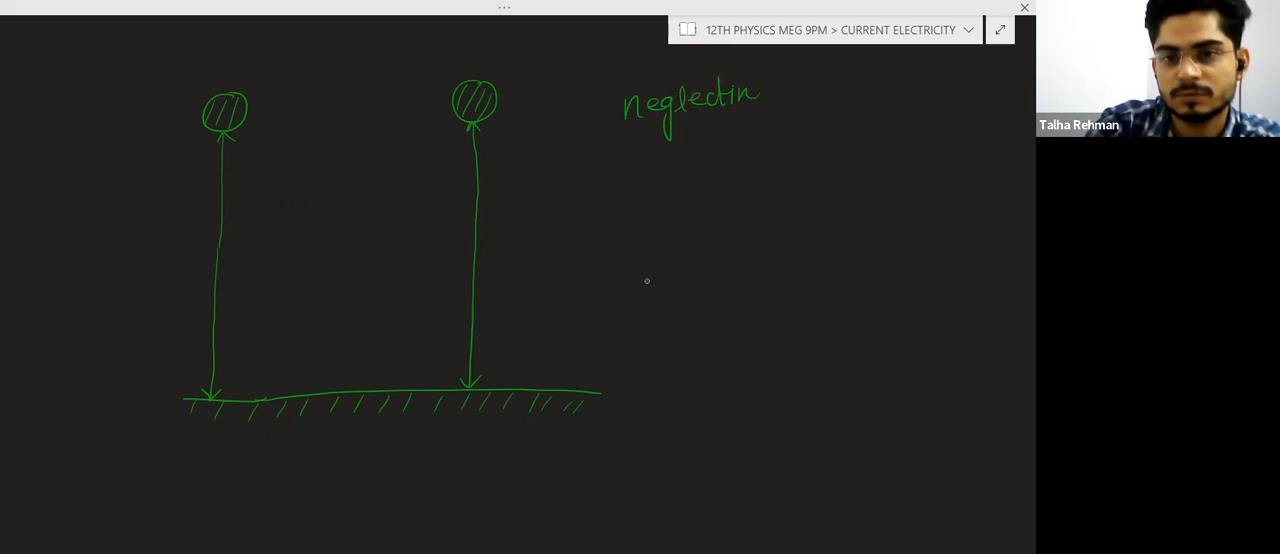 12TH PHYSICS MEG 9PM > CURRENT ELECTRICITY
neglectin
Talha Rehman